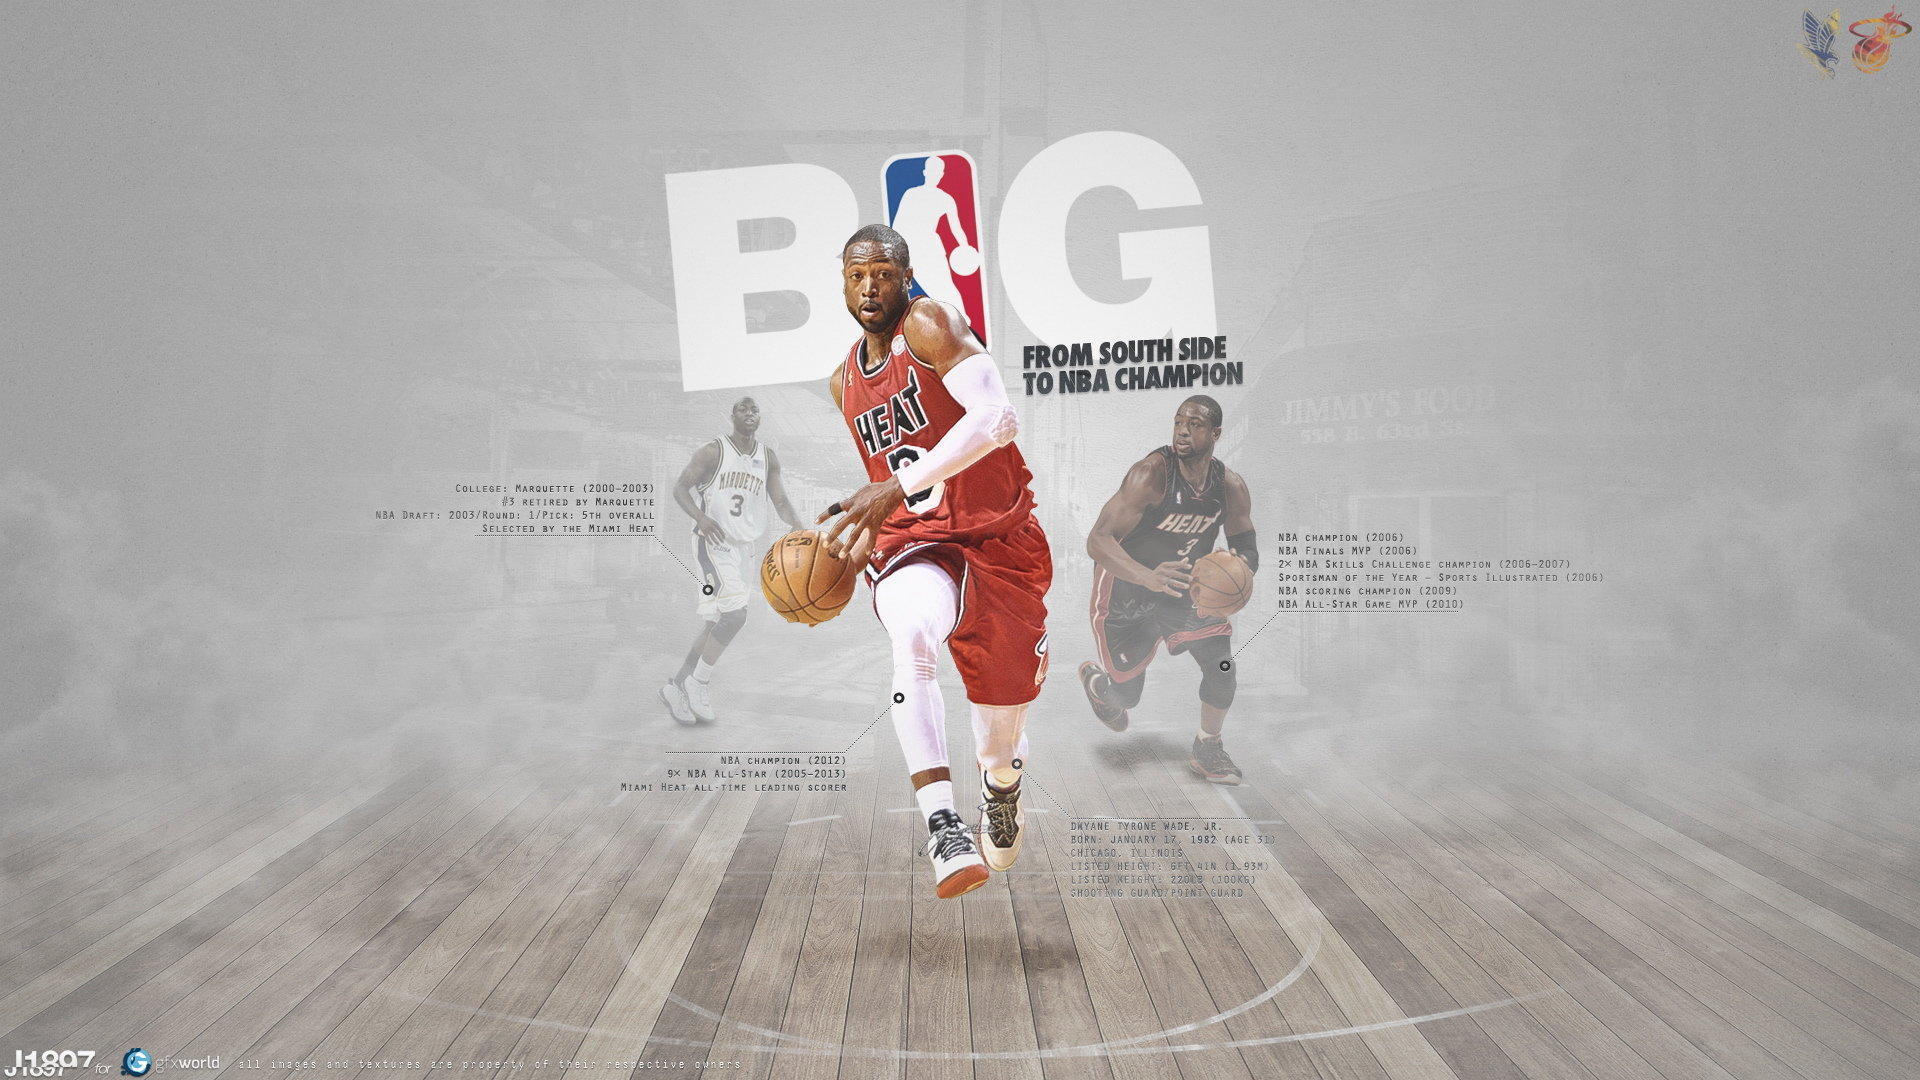 BIG
FROM SOUTH SIDE
TO NBA CHAMPION
JIMMY'S FOOD
HEAT
3
MARQUETTE
3
HEAT
3
SPALDING
College: Marquette (2000-2003)
#3 retired by Marquette
NBA Draft: 2003/Round: 1/Pick: 5th overall
Selected by the Miami Heat
NBA champion (2006)
NBA Finals MVP (2006)
2× NBA Skills Challenge champion (2006-2007)
Sportsman of the Year - Sports Illustrated (2006)
NBA scoring champion (2009)
NBA All-Star Game MVP (2010)
NBA champion (2012)
9× NBA All-Star (2005-2013)
Miami Heat all-time leading scorer
DWYANE TYRONE WADE, JR.
BORN: JANUARY 17, 1982 (AGE 31)
CHICAGO, ILLINOIS
LISTED HEIGHT: 6FT 4IN (1.93M)
LISTED WEIGHT: 220LB (100KG)
SHOOTING GUARD/POINT GUARD
J1897 for gfxworld all images and textures are property of their respective owners